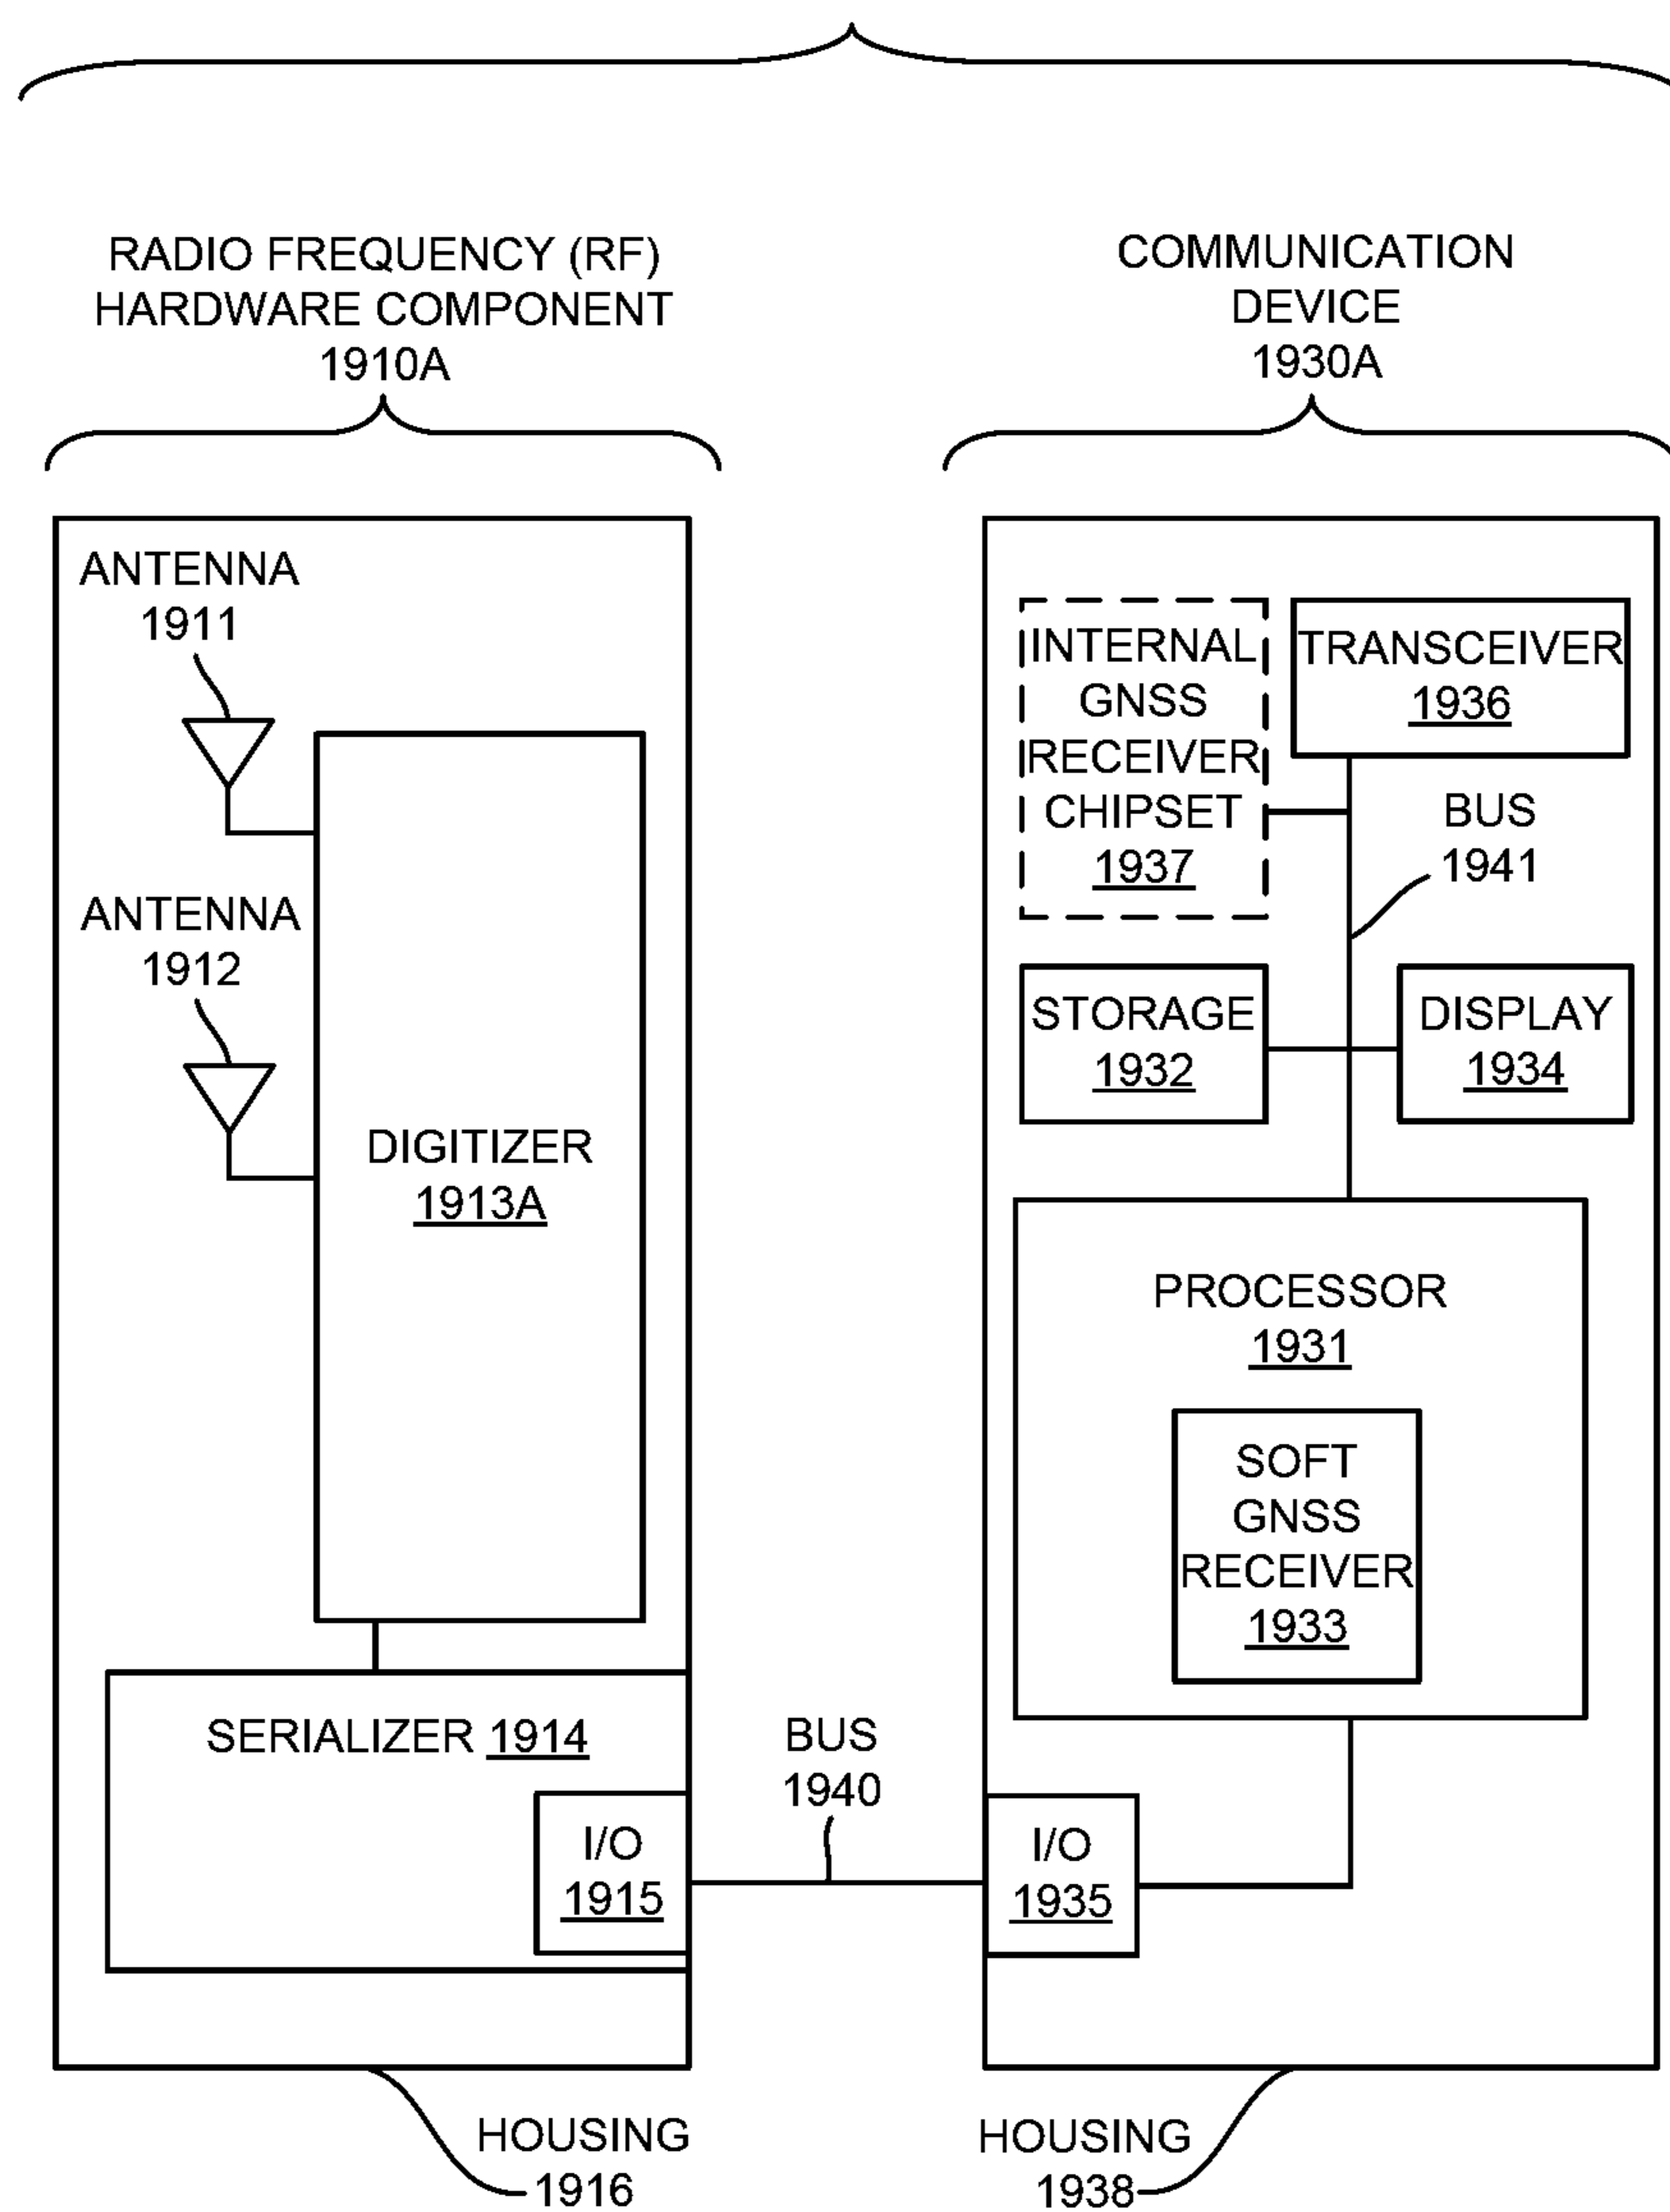 RADIO FREQUENCY (RF)
HARDWARE COMPONENT
1910A
COMMUNICATION
DEVICE
1930A
ANTENNA
1911
ANTENNA
1912
DIGITIZER
1913A
SERIALIZER 1914
I/O
1915
HOUSING
1916
BUS
1940
INTERNAL
GNSS
RECEIVER
CHIPSET
1937
TRANSCEIVER
1936
BUS
1941
STORAGE
1932
DISPLAY
1934
PROCESSOR
1931
SOFT
GNSS
RECEIVER
1933
I/O
1935
HOUSING
1938